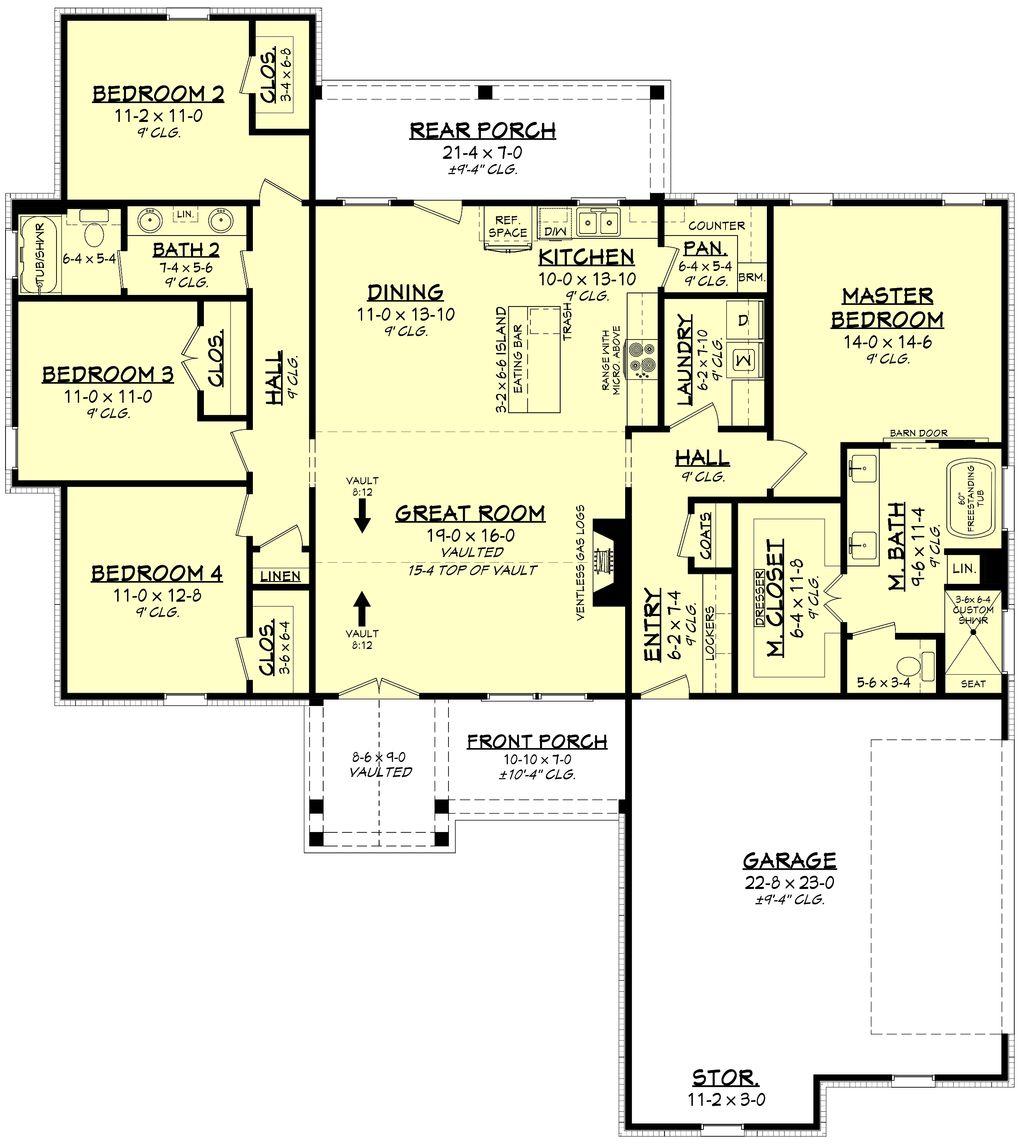 BEDROOM 2
11-2 x 11-0
9' CLG.
CLOS.
3-4 x 6-8
REAR PORCH
21-4 x 7-0
±9'-4" CLG.
TUB/SHWR
6-4 x 5-4
LIN.
BATH 2
7-4 x 5-6
9' CLG.
REF.
SPACE
D/W
KITCHEN
10-0 x 13-10
9' CLG.
COUNTER
PAN.
6-4 x 5-4
9' CLG.
BRM.
DINING
11-0 x 13-10
9' CLG.
3-2 x 6-6 ISLAND
EATING BAR
TRASH
RANGE WITH
MICRO. ABOVE
LAUNDRY
6-2 x 7-10
9' CLG.
D
W
MASTER
BEDROOM
14-0 x 14-6
9' CLG.
BARN DOOR
BEDROOM 3
11-0 x 11-0
9' CLG.
CLOS.
HALL
9' CLG.
HALL
9' CLG.
VAULT
8:12
GREAT ROOM
19-0 x 16-0
VAULTED
15-4 TOP OF VAULT
VAULT
8:12
VENTLESS GAS LOGS
COATS
ENTRY
6-2 x 7-4
9' CLG.
LOCKERS
DRESSER
M. CLOSET
6-4 x 11-8
9' CLG.
M. BATH
9-6 x 11-4
9' CLG.
60"
FREESTANDING
TUB
LIN.
3-6x 6-4
CUSTOM
SHWR
SEAT
5-6 x 3-4
BEDROOM 4
11-0 x 12-8
9' CLG.
LINEN
CLOS.
3-6 x 6-4
8-6 x 9-0
VAULTED
FRONT PORCH
10-10 x 7-0
±10'-4" CLG.
GARAGE
22-8 x 23-0
±9'-4" CLG.
STOR.
11-2 x 3-0